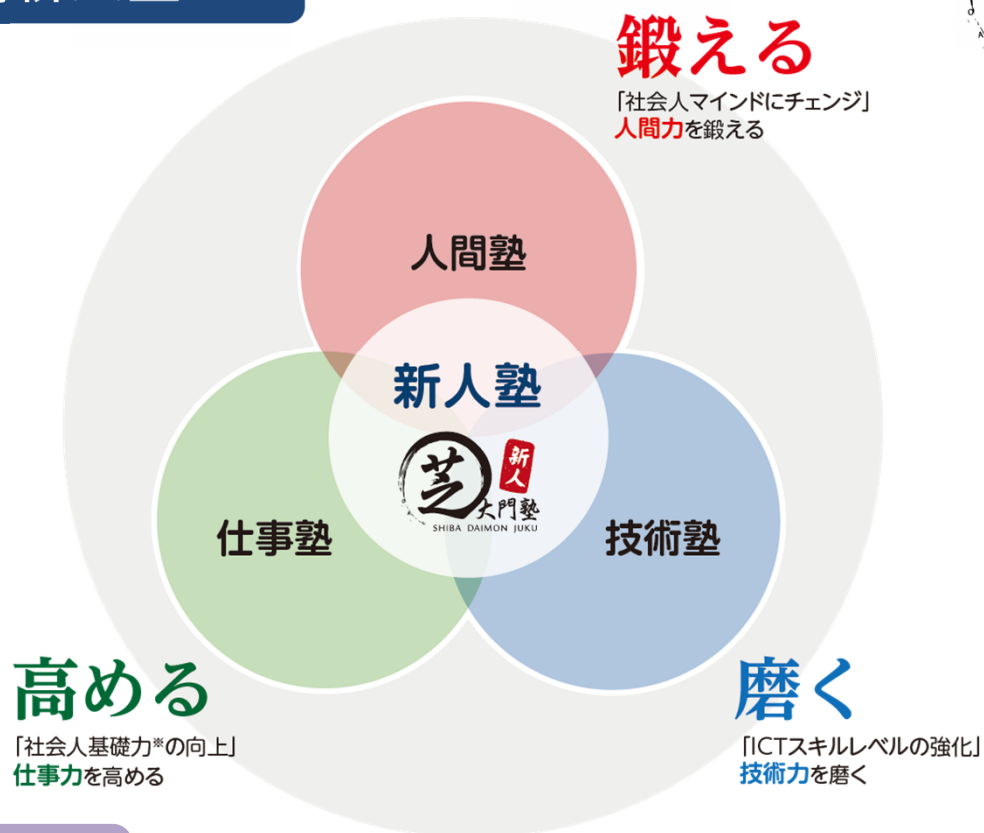 鍛える
「社会人マインドにチェンジ」
人間力を鍛える
人間塾
新人塾
芝
新人
大門塾
SHIBA DAIMON JUKU
仕事塾
技術塾
高める
「社会人基礎力※の向上」
仕事力を高める
磨く
「ICTスキルレベルの強化」
技術力を磨く